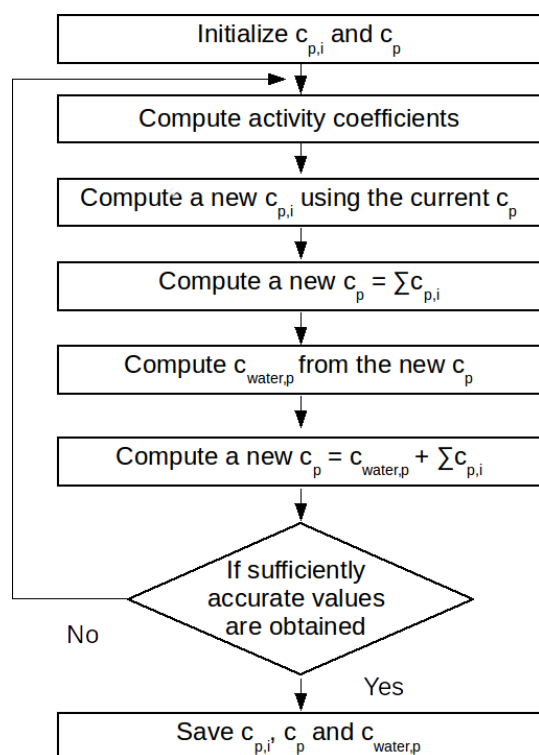 Initialize c_p,i and c_p
Compute activity coefficients
Compute a new c_p,i using the current c_p
Compute a new c_p = ∑c_p,i
Compute c_water,p from the new c_p
Compute a new c_p = c_water,p + ∑c_p,i
If sufficiently
accurate values
are obtained
No
Yes
Save c_p,i, c_p and c_water,p